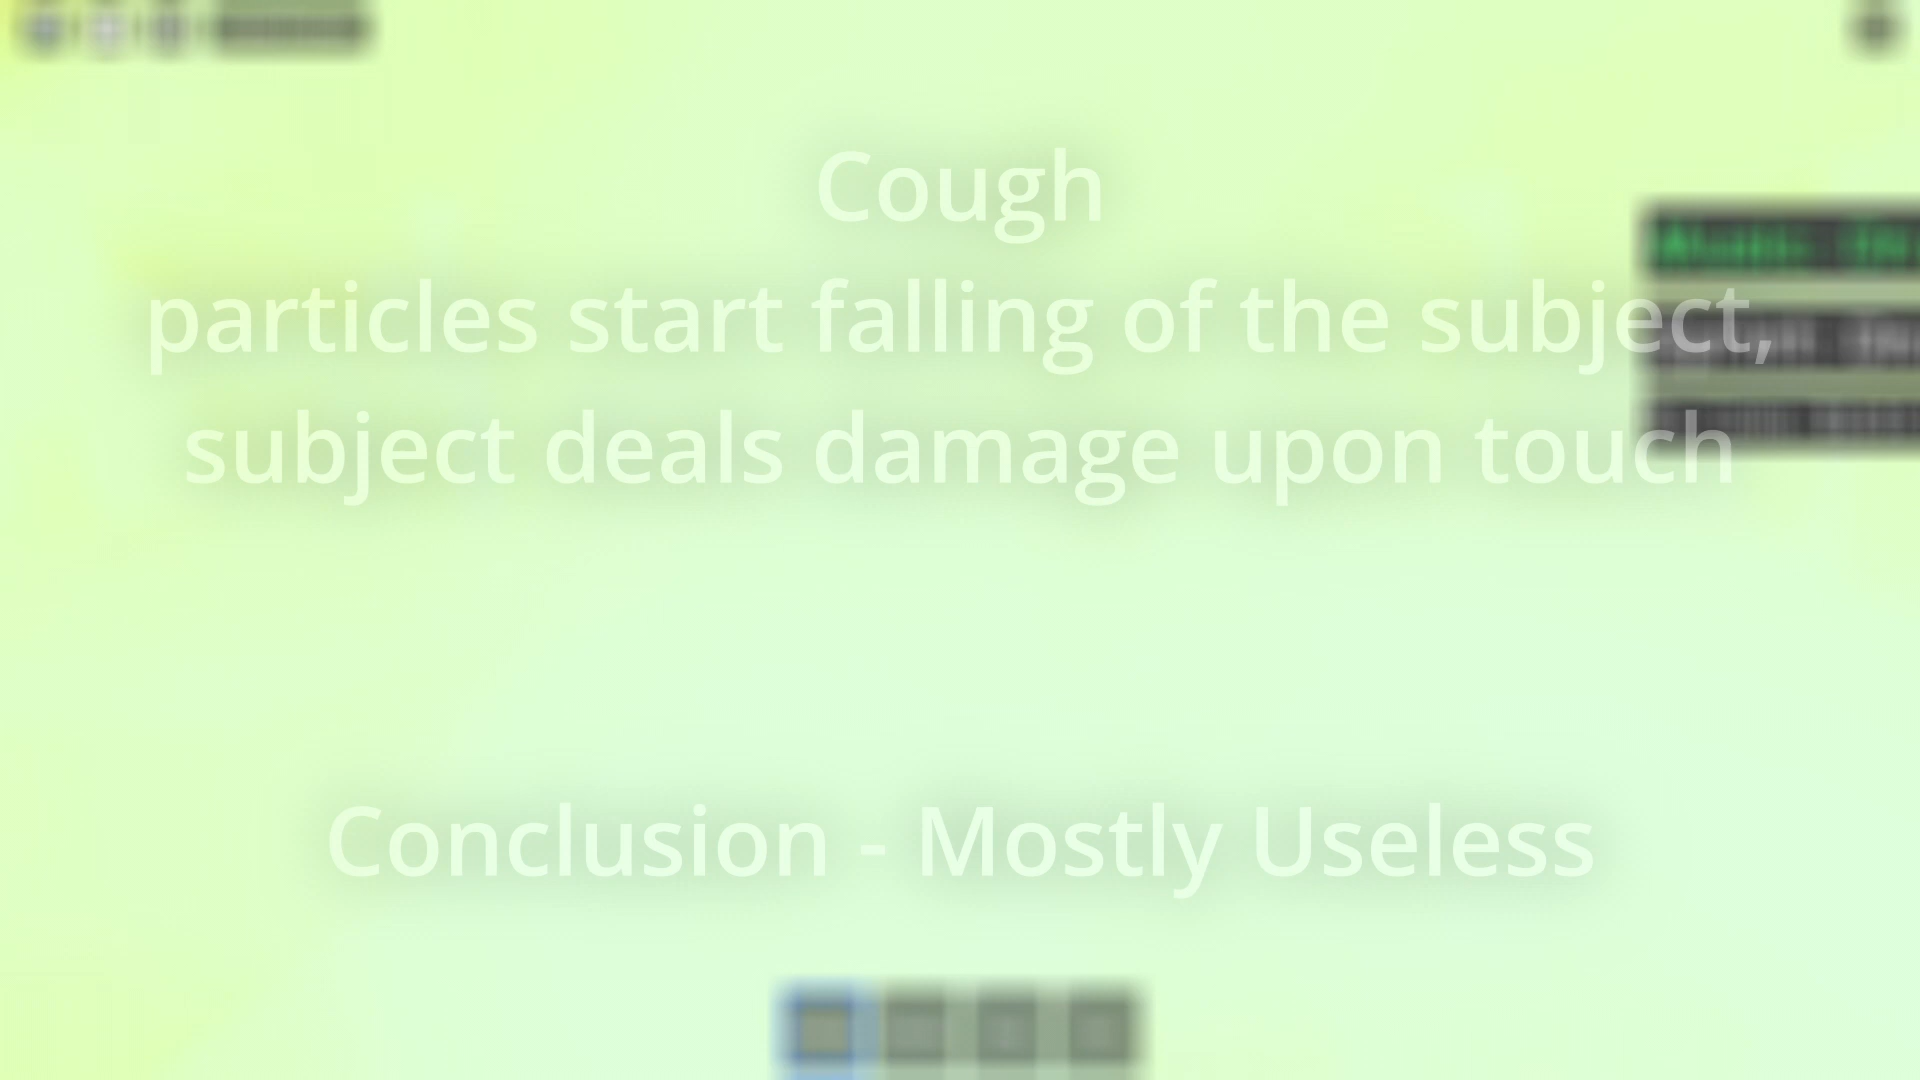 Cough
particles start falling of the subject,
subject deals damage upon touch
Conclusion - Mostly Useless